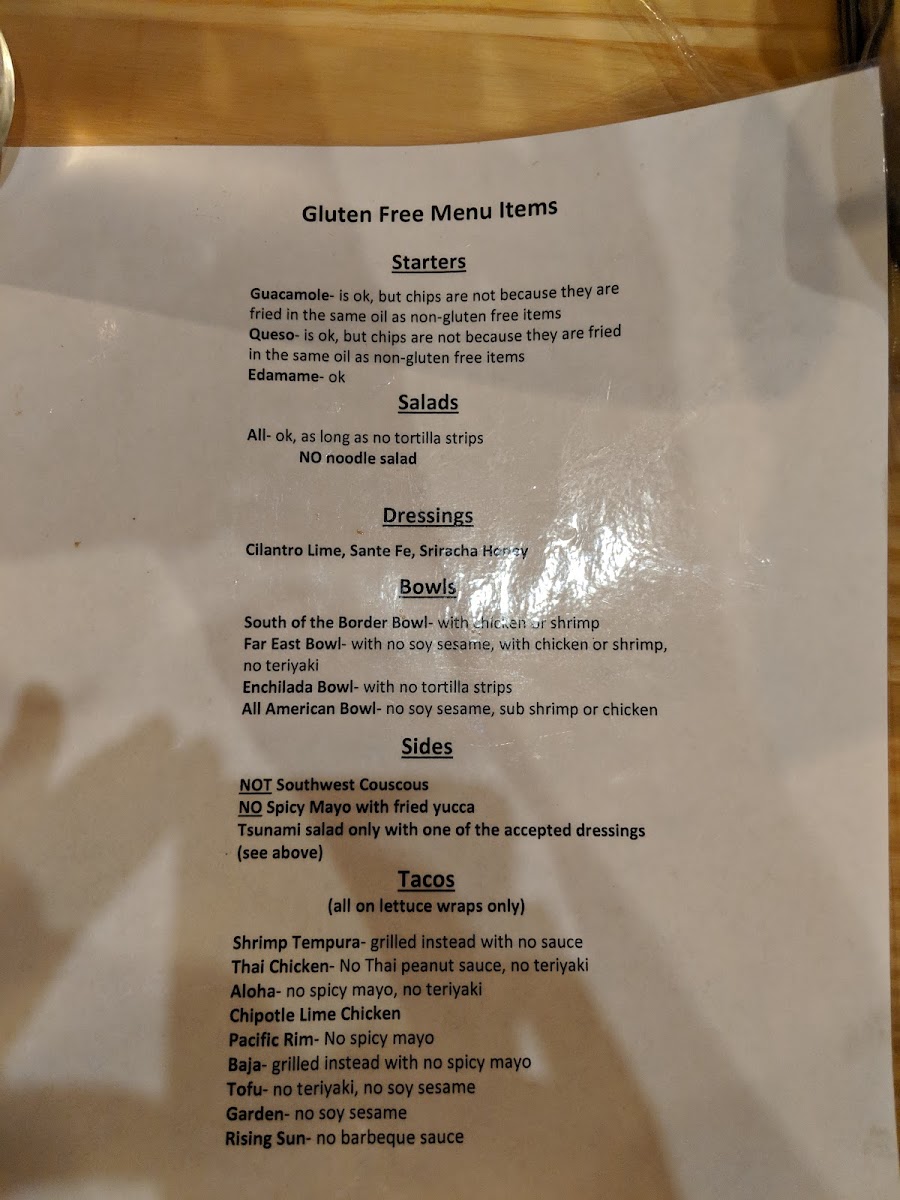 Gluten Free Menu Items
Starters
Guacamole- is ok, but chips are not because they are
fried in the same oil as non-gluten free items
Queso- is ok, but chips are not because they are fried
in the same oil as non-gluten free items
Edamame- ok
Salads
All- ok, as long as no tortilla strips
NO noodle salad
Dressings
Cilantro Lime, Sante Fe, Sriracha Honey
Bowls
South of the Border Bowl- with chicken or shrimp
Far East Bowl- with no soy sesame, with chicken or shrimp,
no teriyaki
Enchilada Bowl- with no tortilla strips
All American Bowl- no soy sesame, sub shrimp or chicken
Sides
NOT Southwest Couscous
NO Spicy Mayo with fried yucca
Tsunami salad only with one of the accepted dressings
(see above)
Tacos
(all on lettuce wraps only)
Shrimp Tempura- grilled instead with no sauce
Thai Chicken- No Thai peanut sauce, no teriyaki
Aloha- no spicy mayo, no teriyaki
Chipotle Lime Chicken
Pacific Rim- No spicy mayo
Baja- grilled instead with no spicy mayo
Tofu- no teriyaki, no soy sesame
Garden- no soy sesame
Rising Sun- no barbeque sauce